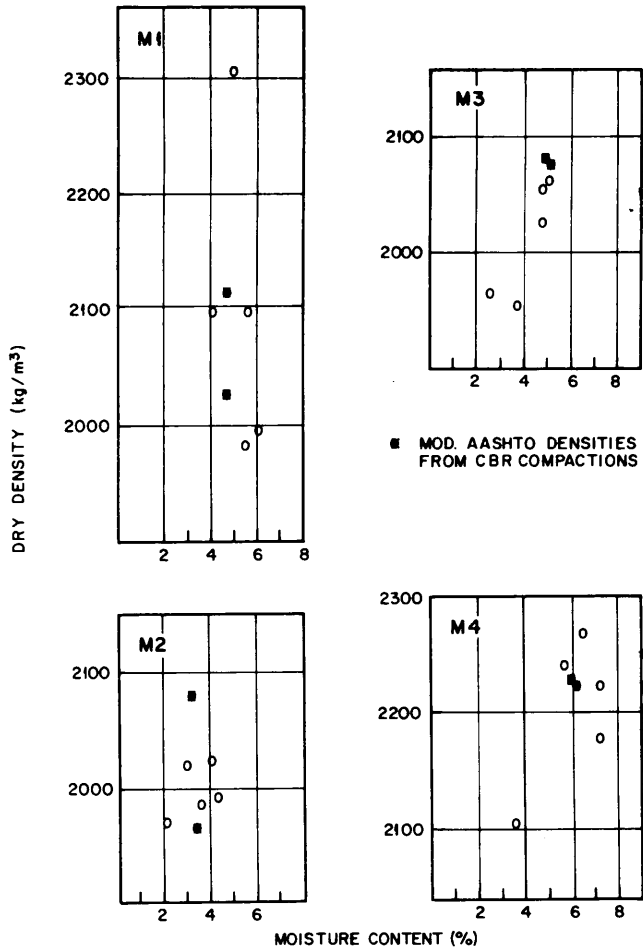 M1
2300
2200
2100
2000
2 4 6 8
DRY DENSITY (kg/m³)
M3
2100
2000
2 4 6 8
MOD. AASHTO DENSITIES
FROM CBR COMPACTIONS
M2
2100
2000
2 4 6 8
M4
2300
2200
2100
2 4 6 8
MOISTURE CONTENT (%)